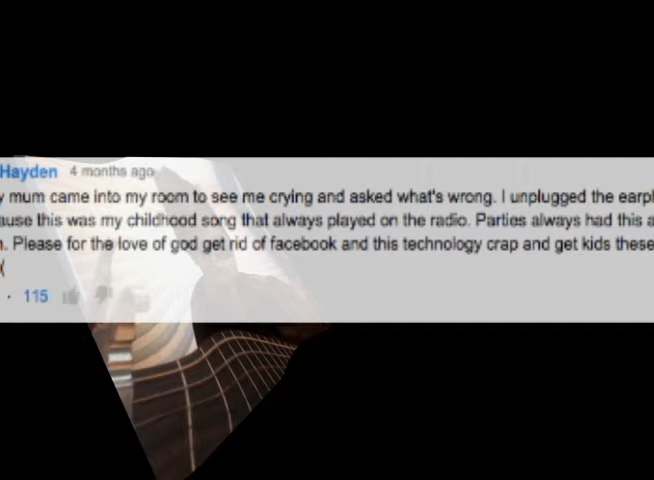 Hayden 4 months ago
y mum came into my room to see me crying and asked what's wrong. I unplugged the earp
ause this was my childhood song that always played on the radio. Parties always had this a
n. Please for the love of god get rid of facebook and this technology crap and get kids these
(
· 115